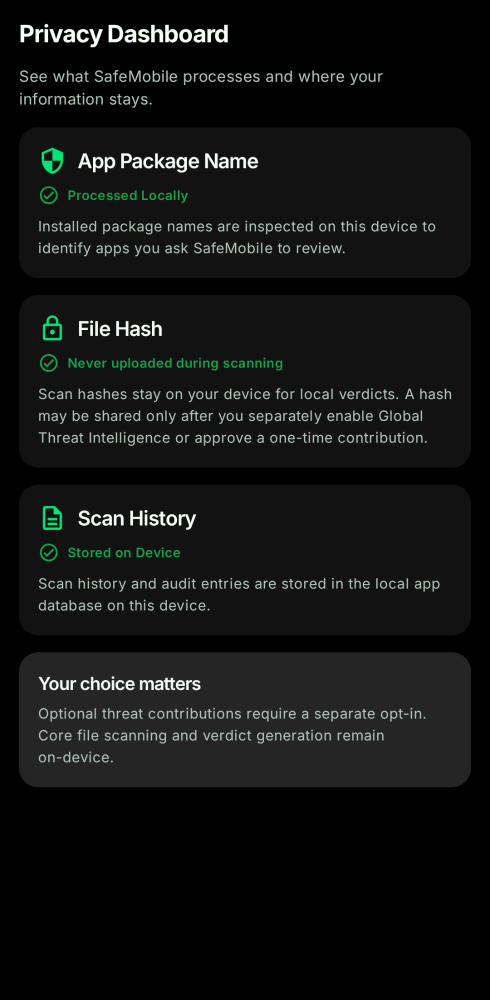 Privacy Dashboard
See what SafeMobile processes and where your
information stays.
App Package Name
Processed Locally
Installed package names are inspected on this device to
identify apps you ask SafeMobile to review.
File Hash
Never uploaded during scanning
Scan hashes stay on your device for local verdicts. A hash
may be shared only after you separately enable Global
Threat Intelligence or approve a one-time contribution.
Scan History
Stored on Device
Scan history and audit entries are stored in the local app
database on this device.
Your choice matters
Optional threat contributions require a separate opt-in.
Core file scanning and verdict generation remain
on-device.